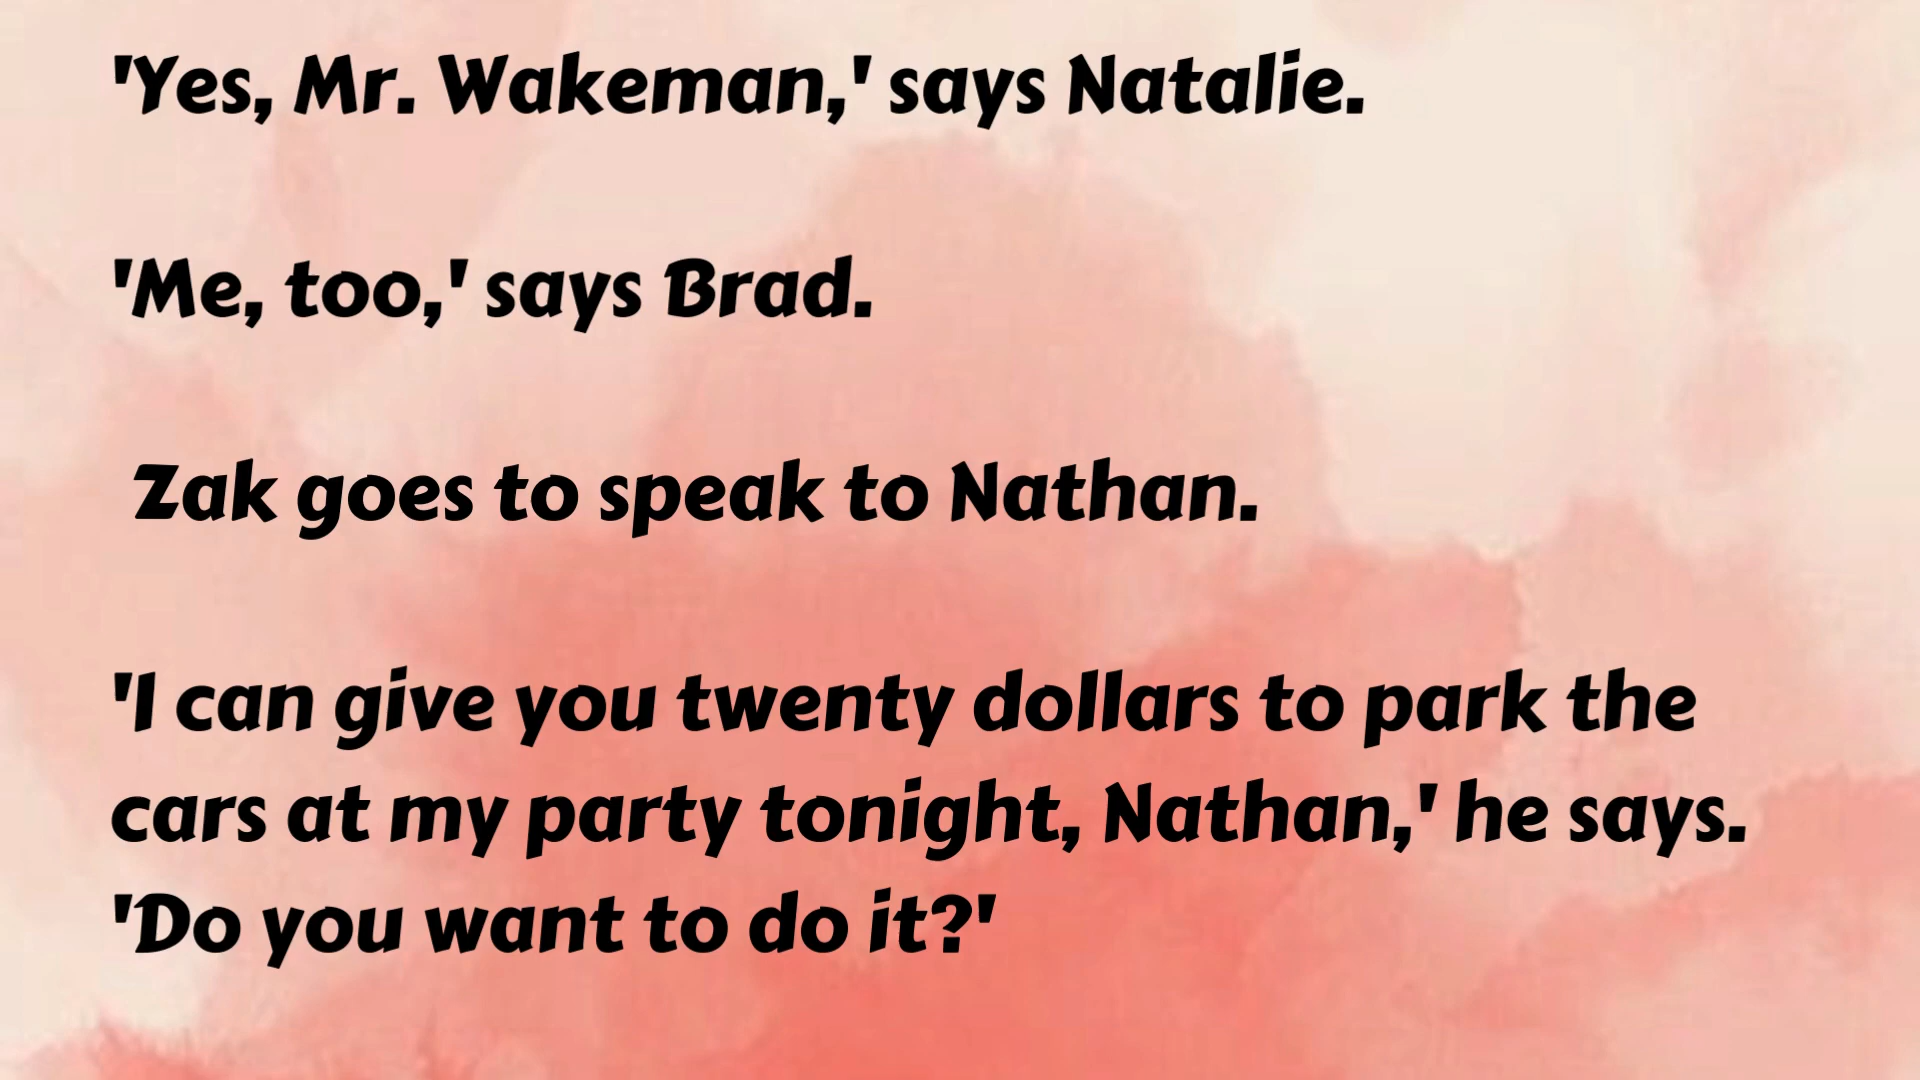 'Yes, Mr. Wakeman,' says Natalie.
'Me, too,' says Brad.
Zak goes to speak to Nathan.
'I can give you twenty dollars to park the
cars at my party tonight, Nathan,' he says.
'Do you want to do it?'